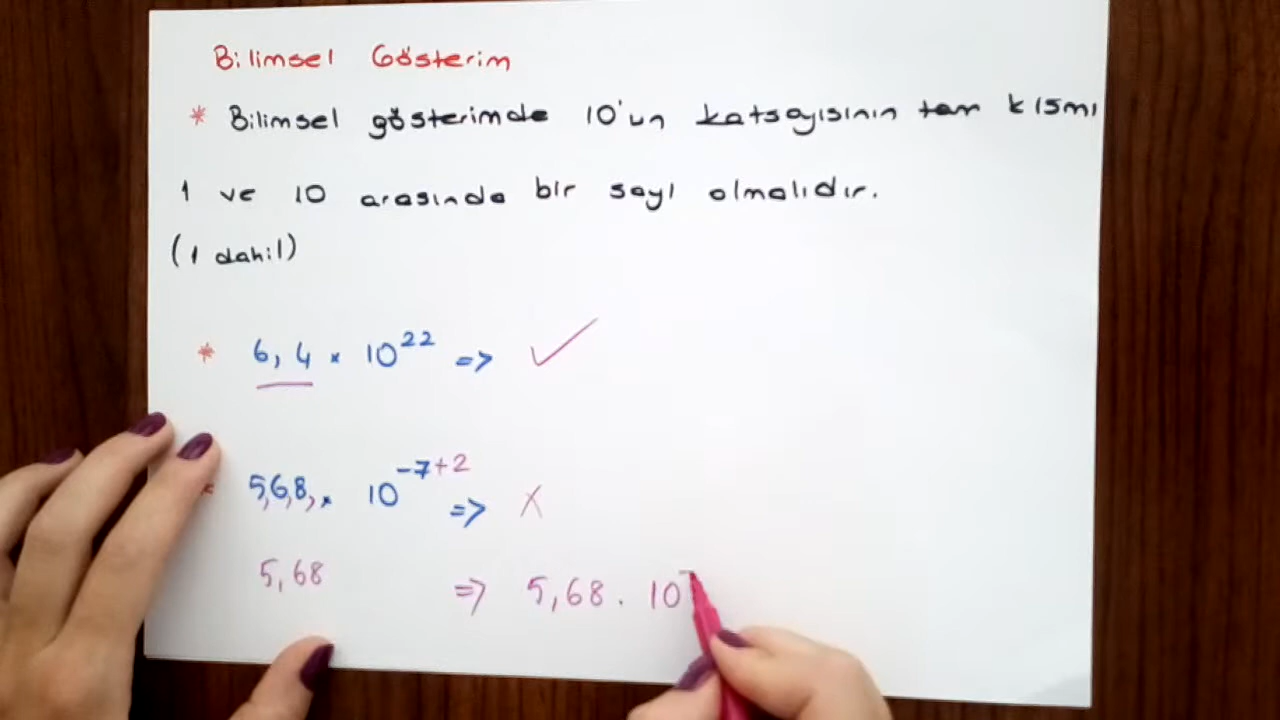 Bilimsel Gösterim
* Bilimsel gösterimde 10'un katsayısının tam kısmı
1 ve 10 arasında bir sayı olmalıdır.
(1 dahil)
* 6,4 × 10²² => ✓
* 5,6,8, × 10⁻⁷⁺² => X
5,68 => 5,68 . 10⁻